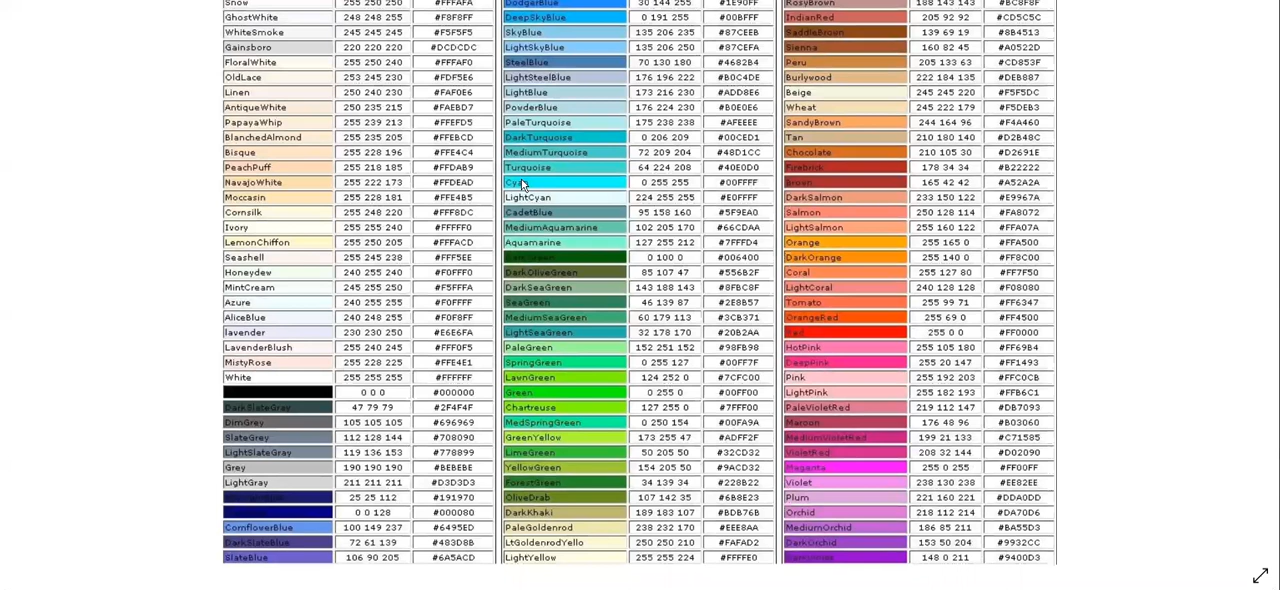 Snow 255 250 250 #FFFAFA
GhostWhite 248 248 255 #F8F8FF
WhiteSmoke 245 245 245 #F5F5F5
Gainsboro 220 220 220 #DCDCDC
FloralWhite 255 250 240 #FFFAF0
OldLace 253 245 230 #FDF5E6
Linen 250 240 230 #FAF0E6
AntiqueWhite 250 235 215 #FAEBD7
PapayaWhip 255 239 213 #FFEFD5
BlanchedAlmond 255 235 205 #FFEBCD
Bisque 255 228 196 #FFE4C4
PeachPuff 255 218 185 #FFDAB9
NavajoWhite 255 222 173 #FFDEAD
Moccasin 255 228 181 #FFE4B5
Cornsilk 255 248 220 #FFF8DC
Ivory 255 255 240 #FFFFF0
LemonChiffon 255 250 205 #FFFACD
Seashell 255 245 238 #FFF5EE
Honeydew 240 255 240 #F0FFF0
MintCream 245 255 250 #F5FFFA
Azure 240 255 255 #F0FFFF
AliceBlue 240 248 255 #F0F8FF
lavender 230 230 250 #E6E6FA
LavenderBlush 255 240 245 #FFF0F5
MistyRose 255 228 225 #FFE4E1
White 255 255 255 #FFFFFF
0 0 0 #000000
DarkSlateGray 47 79 79 #2F4F4F
DimGrey 105 105 105 #696969
SlateGrey 112 128 144 #708090
LightSlateGray 119 136 153 #778899
Grey 190 190 190 #BEBEBE
LightGray 211 211 211 #D3D3D3
25 25 112 #191970
0 0 128 #000080
CornflowerBlue 100 149 237 #6495ED
DarkSlateBlue 72 61 139 #483D8B
SlateBlue 106 90 205 #6A5ACD
DodgerBlue 30 144 255 #1E90FF
DeepSkyBlue 0 191 255 #00BFFF
SkyBlue 135 206 235 #87CEEB
LightSkyBlue 135 206 250 #87CEFA
SteelBlue 70 130 180 #4682B4
LightSteelBlue 176 196 222 #B0C4DE
LightBlue 173 216 230 #ADD8E6
PowderBlue 176 224 230 #B0E0E6
PaleTurquoise 175 238 238 #AFEEEE
DarkTurquoise 0 206 209 #00CED1
MediumTurquoise 72 209 204 #48D1CC
Turquoise 64 224 208 #40E0D0
Cyan 0 255 255 #00FFFF
LightCyan 224 255 255 #E0FFFF
CadetBlue 95 158 160 #5F9EA0
MediumAquamarine 102 205 170 #66CDAA
Aquamarine 127 255 212 #7FFFD4
DarkGreen 0 100 0 #006400
DarkOliveGreen 85 107 47 #556B2F
DarkSeaGreen 143 188 143 #8FBC8F
SeaGreen 46 139 87 #2E8B57
MediumSeaGreen 60 179 113 #3CB371
LightSeaGreen 32 178 170 #20B2AA
PaleGreen 152 251 152 #98FB98
SpringGreen 0 255 127 #00FF7F
LawnGreen 124 252 0 #7CFC00
Green 0 255 0 #00FF00
Chartreuse 127 255 0 #7FFF00
MedSpringGreen 0 250 154 #00FA9A
GreenYellow 173 255 47 #ADFF2F
LimeGreen 50 205 50 #32CD32
YellowGreen 154 205 50 #9ACD32
ForestGreen 34 139 34 #228B22
OliveDrab 107 142 35 #6B8E23
DarkKhaki 189 183 107 #BDB76B
PaleGoldenrod 238 232 170 #EEE8AA
LtGoldenrodYello 250 250 210 #FAFAD2
LightYellow 255 255 224 #FFFFE0
RosyBrown 188 143 143 #BC8F8F
IndianRed 205 92 92 #CD5C5C
SaddleBrown 139 69 19 #8B4513
Sienna 160 82 45 #A0522D
Peru 205 133 63 #CD853F
Burlywood 222 184 135 #DEB887
Beige 245 245 220 #F5F5DC
Wheat 245 222 179 #F5DEB3
SandyBrown 244 164 96 #F4A460
Tan 210 180 140 #D2B48C
Chocolate 210 105 30 #D2691E
Firebrick 178 34 34 #B22222
Brown 165 42 42 #A52A2A
DarkSalmon 233 150 122 #E9967A
Salmon 250 128 114 #FA8072
LightSalmon 255 160 122 #FFA07A
Orange 255 165 0 #FFA500
DarkOrange 255 140 0 #FF8C00
Coral 255 127 80 #FF7F50
LightCoral 240 128 128 #F08080
Tomato 255 99 71 #FF6347
OrangeRed 255 69 0 #FF4500
Red 255 0 0 #FF0000
HotPink 255 105 180 #FF69B4
DeepPink 255 20 147 #FF1493
Pink 255 192 203 #FFC0CB
LightPink 255 182 193 #FFB6C1
PaleVioletRed 219 112 147 #DB7093
Maroon 176 48 96 #B03060
MediumVioletRed 199 21 133 #C71585
VioletRed 208 32 144 #D02090
Magenta 255 0 255 #FF00FF
Violet 238 130 238 #EE82EE
Plum 221 160 221 #DDA0DD
Orchid 218 112 214 #DA70D6
MediumOrchid 186 85 211 #BA55D3
DarkOrchid 153 50 204 #9932CC
DarkViolet 148 0 211 #9400D3